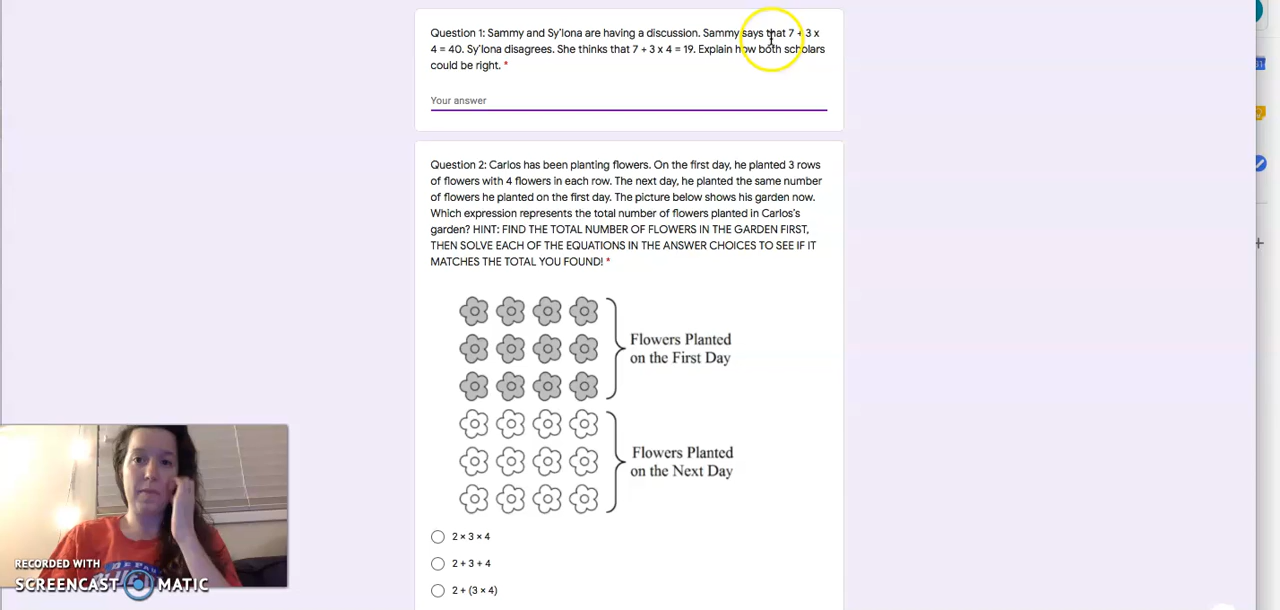 Question 1: Sammy and Sy'lona are having a discussion. Sammy says that 7 + 3 x
4 = 40. Sy'lona disagrees. She thinks that 7 + 3 x 4 = 19. Explain how both scholars
could be right. *
Your answer
Question 2: Carlos has been planting flowers. On the first day, he planted 3 rows
of flowers with 4 flowers in each row. The next day, he planted the same number
of flowers he planted on the first day. The picture below shows his garden now.
Which expression represents the total number of flowers planted in Carlos's
garden? HINT: FIND THE TOTAL NUMBER OF FLOWERS IN THE GARDEN FIRST,
THEN SOLVE EACH OF THE EQUATIONS IN THE ANSWER CHOICES TO SEE IF IT
MATCHES THE TOTAL YOU FOUND! *
Flowers Planted
on the First Day
Flowers Planted
on the Next Day
2 × 3 × 4
2 + 3 + 4
2 + (3 × 4)
RECORDED WITH
SCREENCAST MATIC